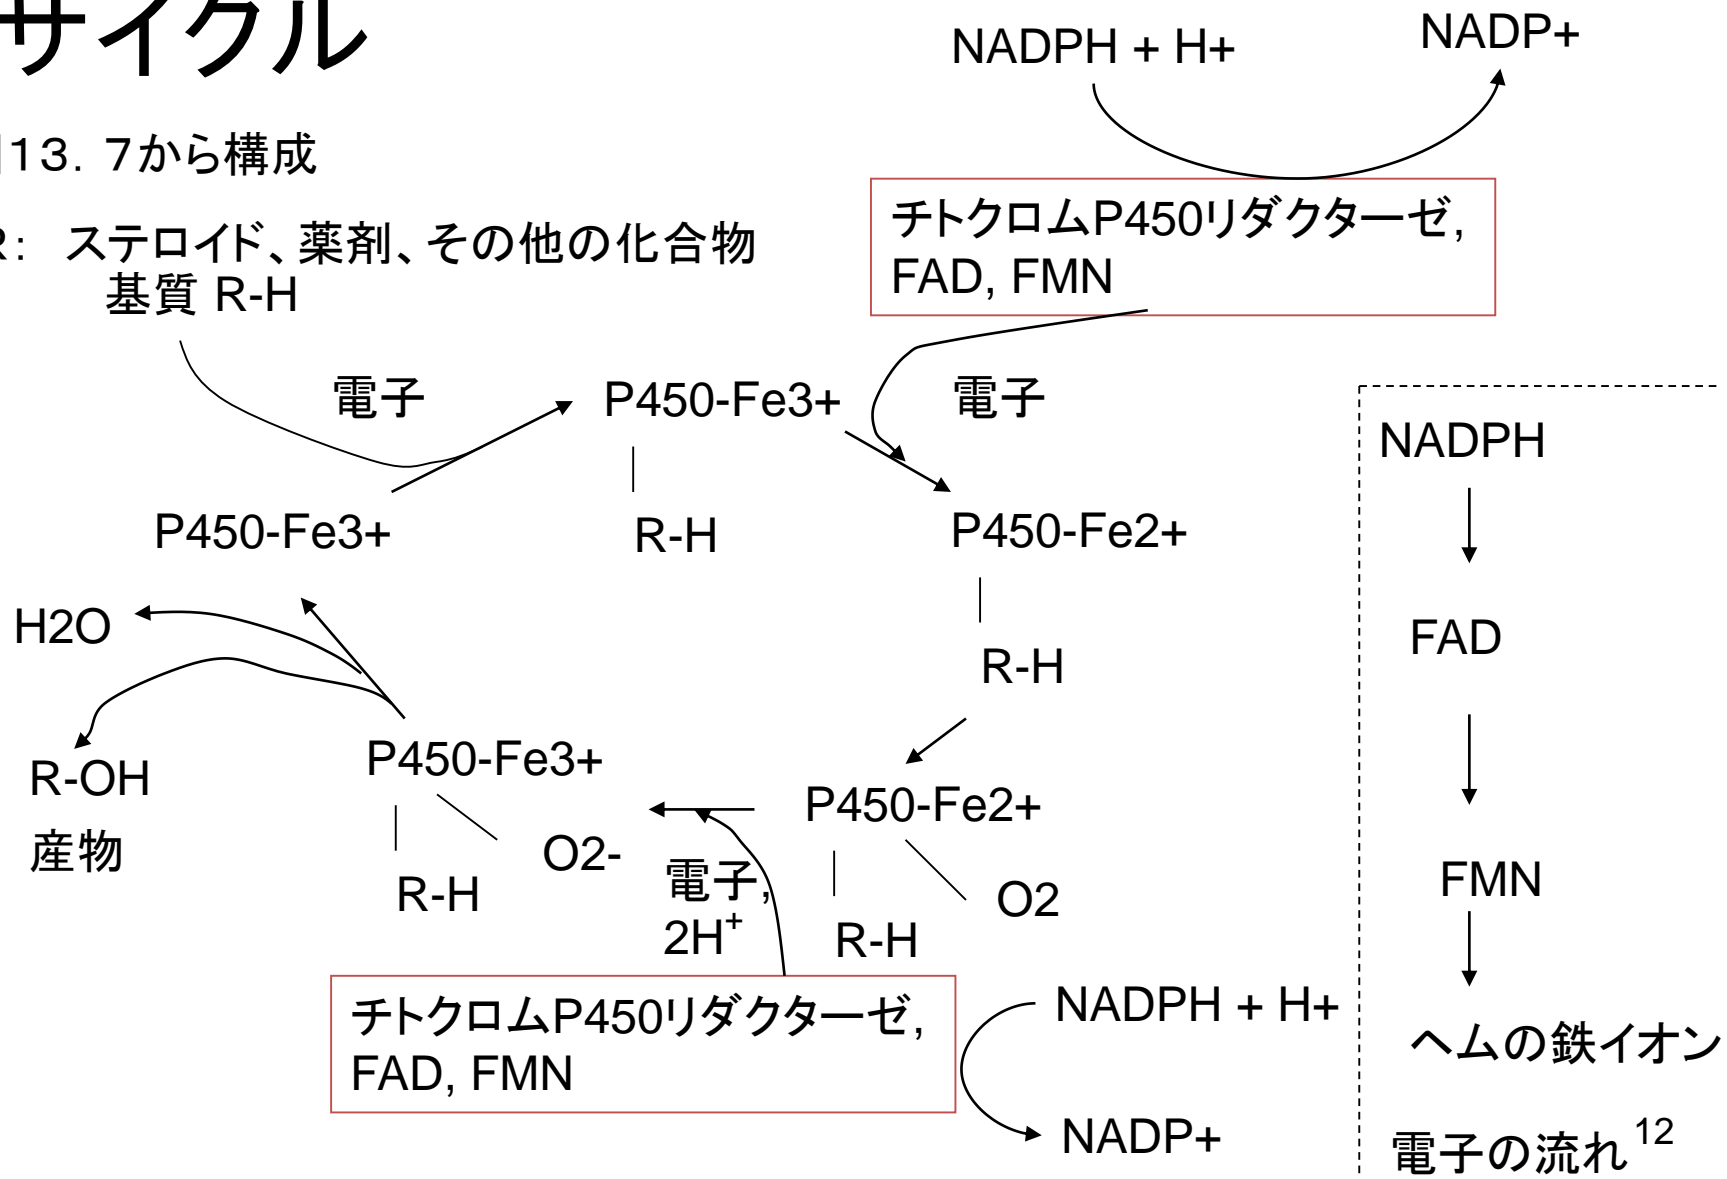 サイクル
13．7から構成
R：　ステロイド、薬剤、その他の化合物
基質 R-H
NADPH + H+
NADP+
チトクロムP450リダクターゼ,
FAD, FMN
電子
P450-Fe3+
電子
R-H
P450-Fe3+
P450-Fe2+
R-H
H2O
R-OH
産物
P450-Fe3+
R-H
O2-
電子,
2H+
P450-Fe2+
R-H
O2
チトクロムP450リダクターゼ,
FAD, FMN
NADPH + H+
NADP+
NADPH
FAD
FMN
ヘムの鉄イオン
電子の流れ
12